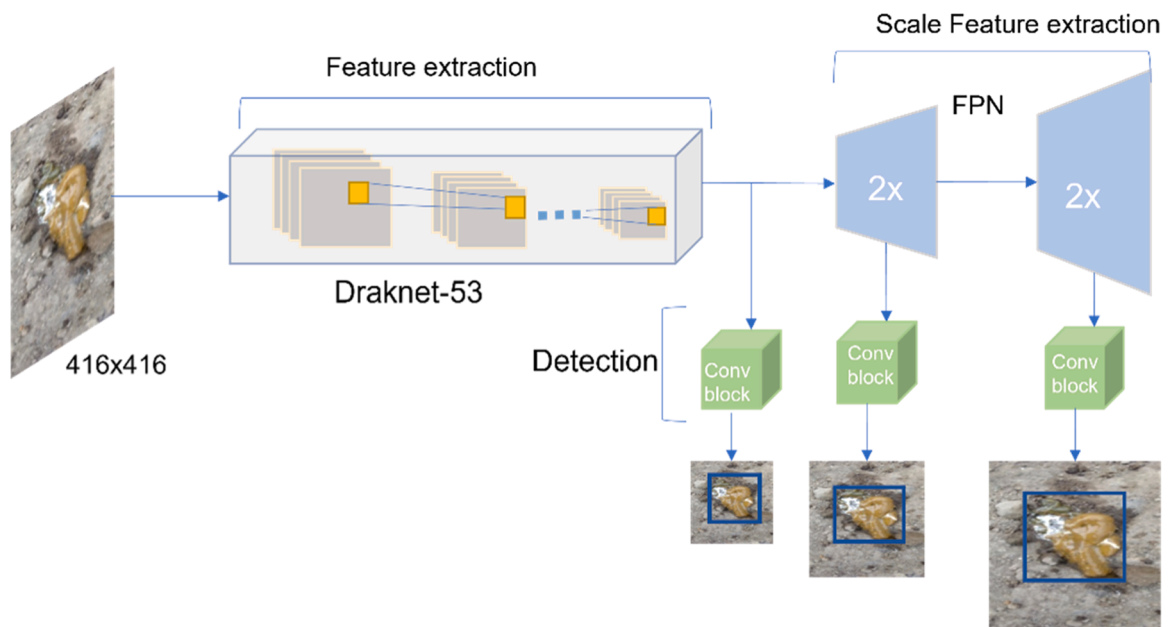 Scale Feature extraction
Feature extraction
FPN
2x
2x
Draknet-53
416x416
Detection
Conv
block
Conv
block
Conv
block